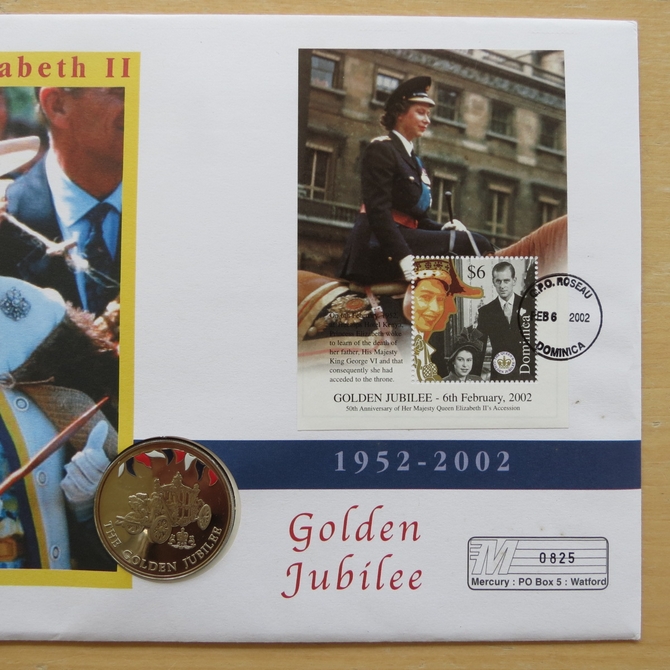 abeth II
$6
Dominica
to learn of the death of
her father, His Majesty
King George VI and that
consequently she had
acceded to the throne.
GOLDEN JUBILEE - 6th February, 2002
50th Anniversary of Her Majesty Queen Elizabeth II's Accession
G.P.O. ROSEAU
FEB 6 2002
DOMINICA
1952-2002
THE GOLDEN JUBILEE
Golden
Jubilee
M
0825
Mercury : PO Box 5 : Watford